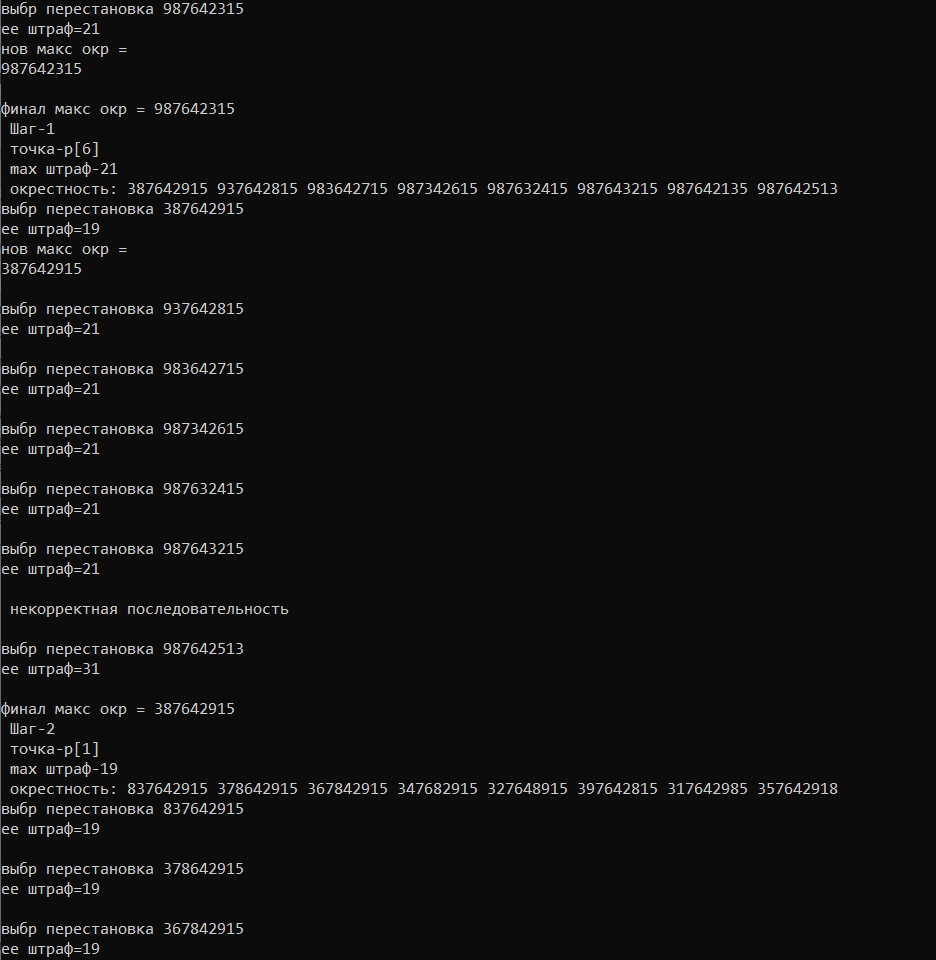 выбр перестановка 987642315
ее штраф=21
нов макс окр =
987642315
финал макс окр = 987642315
Шаг-1
точка-p[6]
max штраф-21
окрестность: 387642915 937642815 983642715 987342615 987632415 987643215 987642135 987642513
выбр перестановка 387642915
ее штраф=19
нов макс окр =
387642915
выбр перестановка 937642815
ее штраф=21
выбр перестановка 983642715
ее штраф=21
выбр перестановка 987342615
ее штраф=21
выбр перестановка 987632415
ее штраф=21
выбр перестановка 987643215
ее штраф=21
некорректная последовательность
выбр перестановка 987642513
ее штраф=31
финал макс окр = 387642915
Шаг-2
точка-p[1]
max штраф-19
окрестность: 837642915 378642915 367842915 347682915 327648915 397642815 317642985 357642918
выбр перестановка 837642915
ее штраф=19
выбр перестановка 378642915
ее штраф=19
выбр перестановка 367842915
ее штраф=19